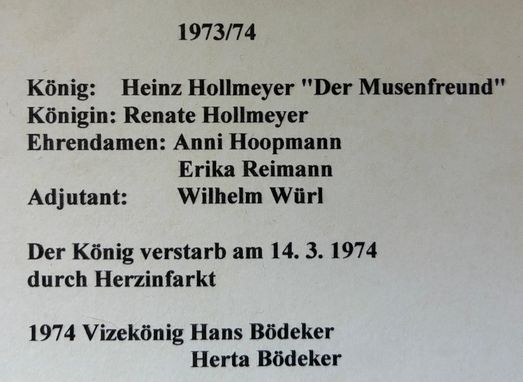 1973/74
König: Heinz Hollmeyer "Der Musenfreund"
Königin: Renate Hollmeyer
Ehrendamen: Anni Hoopmann
Erika Reimann
Adjutant: Wilhelm Würl
Der König verstarb am 14. 3. 1974
durch Herzinfarkt
1974 Vizekönig Hans Bödeker
Herta Bödeker